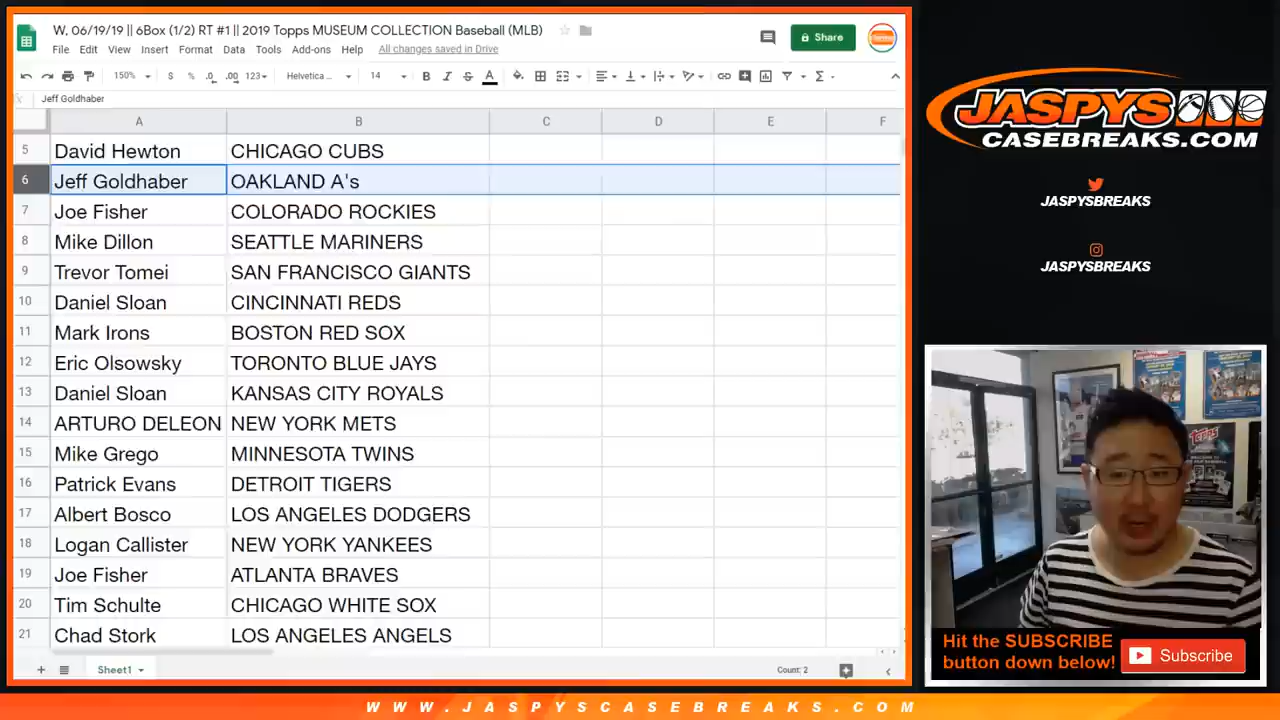 W, 06/19/19 || 6Box (1/2) RT #1 || 2019 Topps MUSEUM COLLECTION Baseball (MLB)
File Edit View Insert Format Data Tools Add-ons Help All changes saved in Drive
Share
150% $ % .0 .00 123 Helvetica ... 14 B I S A
Jeff Goldhaber
A B C D E F
5 David Hewton CHICAGO CUBS
6 Jeff Goldhaber OAKLAND A's
7 Joe Fisher COLORADO ROCKIES
8 Mike Dillon SEATTLE MARINERS
9 Trevor Tomei SAN FRANCISCO GIANTS
10 Daniel Sloan CINCINNATI REDS
11 Mark Irons BOSTON RED SOX
12 Eric Olsowsky TORONTO BLUE JAYS
13 Daniel Sloan KANSAS CITY ROYALS
14 ARTURO DELEON NEW YORK METS
15 Mike Grego MINNESOTA TWINS
16 Patrick Evans DETROIT TIGERS
17 Albert Bosco LOS ANGELES DODGERS
18 Logan Callister NEW YORK YANKEES
19 Joe Fisher ATLANTA BRAVES
20 Tim Schulte CHICAGO WHITE SOX
21 Chad Stork LOS ANGELES ANGELS
Sheet1
Count: 2
JASPYS
CASEBREAKS.COM
JASPYSBREAKS
JASPYSBREAKS
Topps
Hit the SUBSCRIBE
button down below!
Subscribe
WWW.JASPYSCASEBREAKS.COM